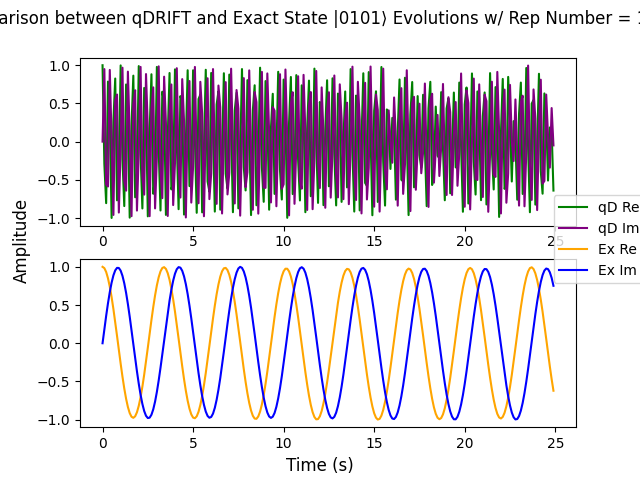 arison between qDRIFT and Exact State |0101⟩ Evolutions w/ Rep Number =
1.0
0.5
0.0
−0.5
−1.0
0 5 10 15 20 25
qD Re
qD Im
Ex Re
Ex Im
Amplitude
1.0
0.5
0.0
−0.5
−1.0
0 5 10 15 20 25
Time (s)